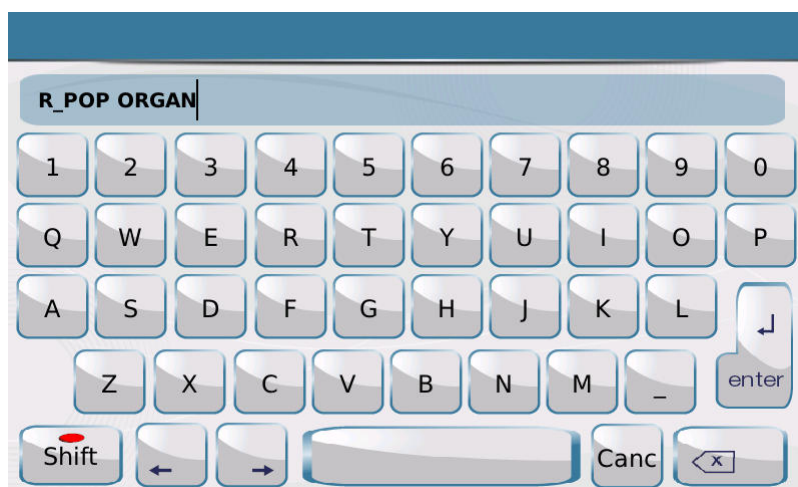 R_POP ORGAN
1 2 3 4 5 6 7 8 9 0
Q W E R T Y U I O P
A S D F G H J K L
enter
Z X C V B N M _
Shift Canc x